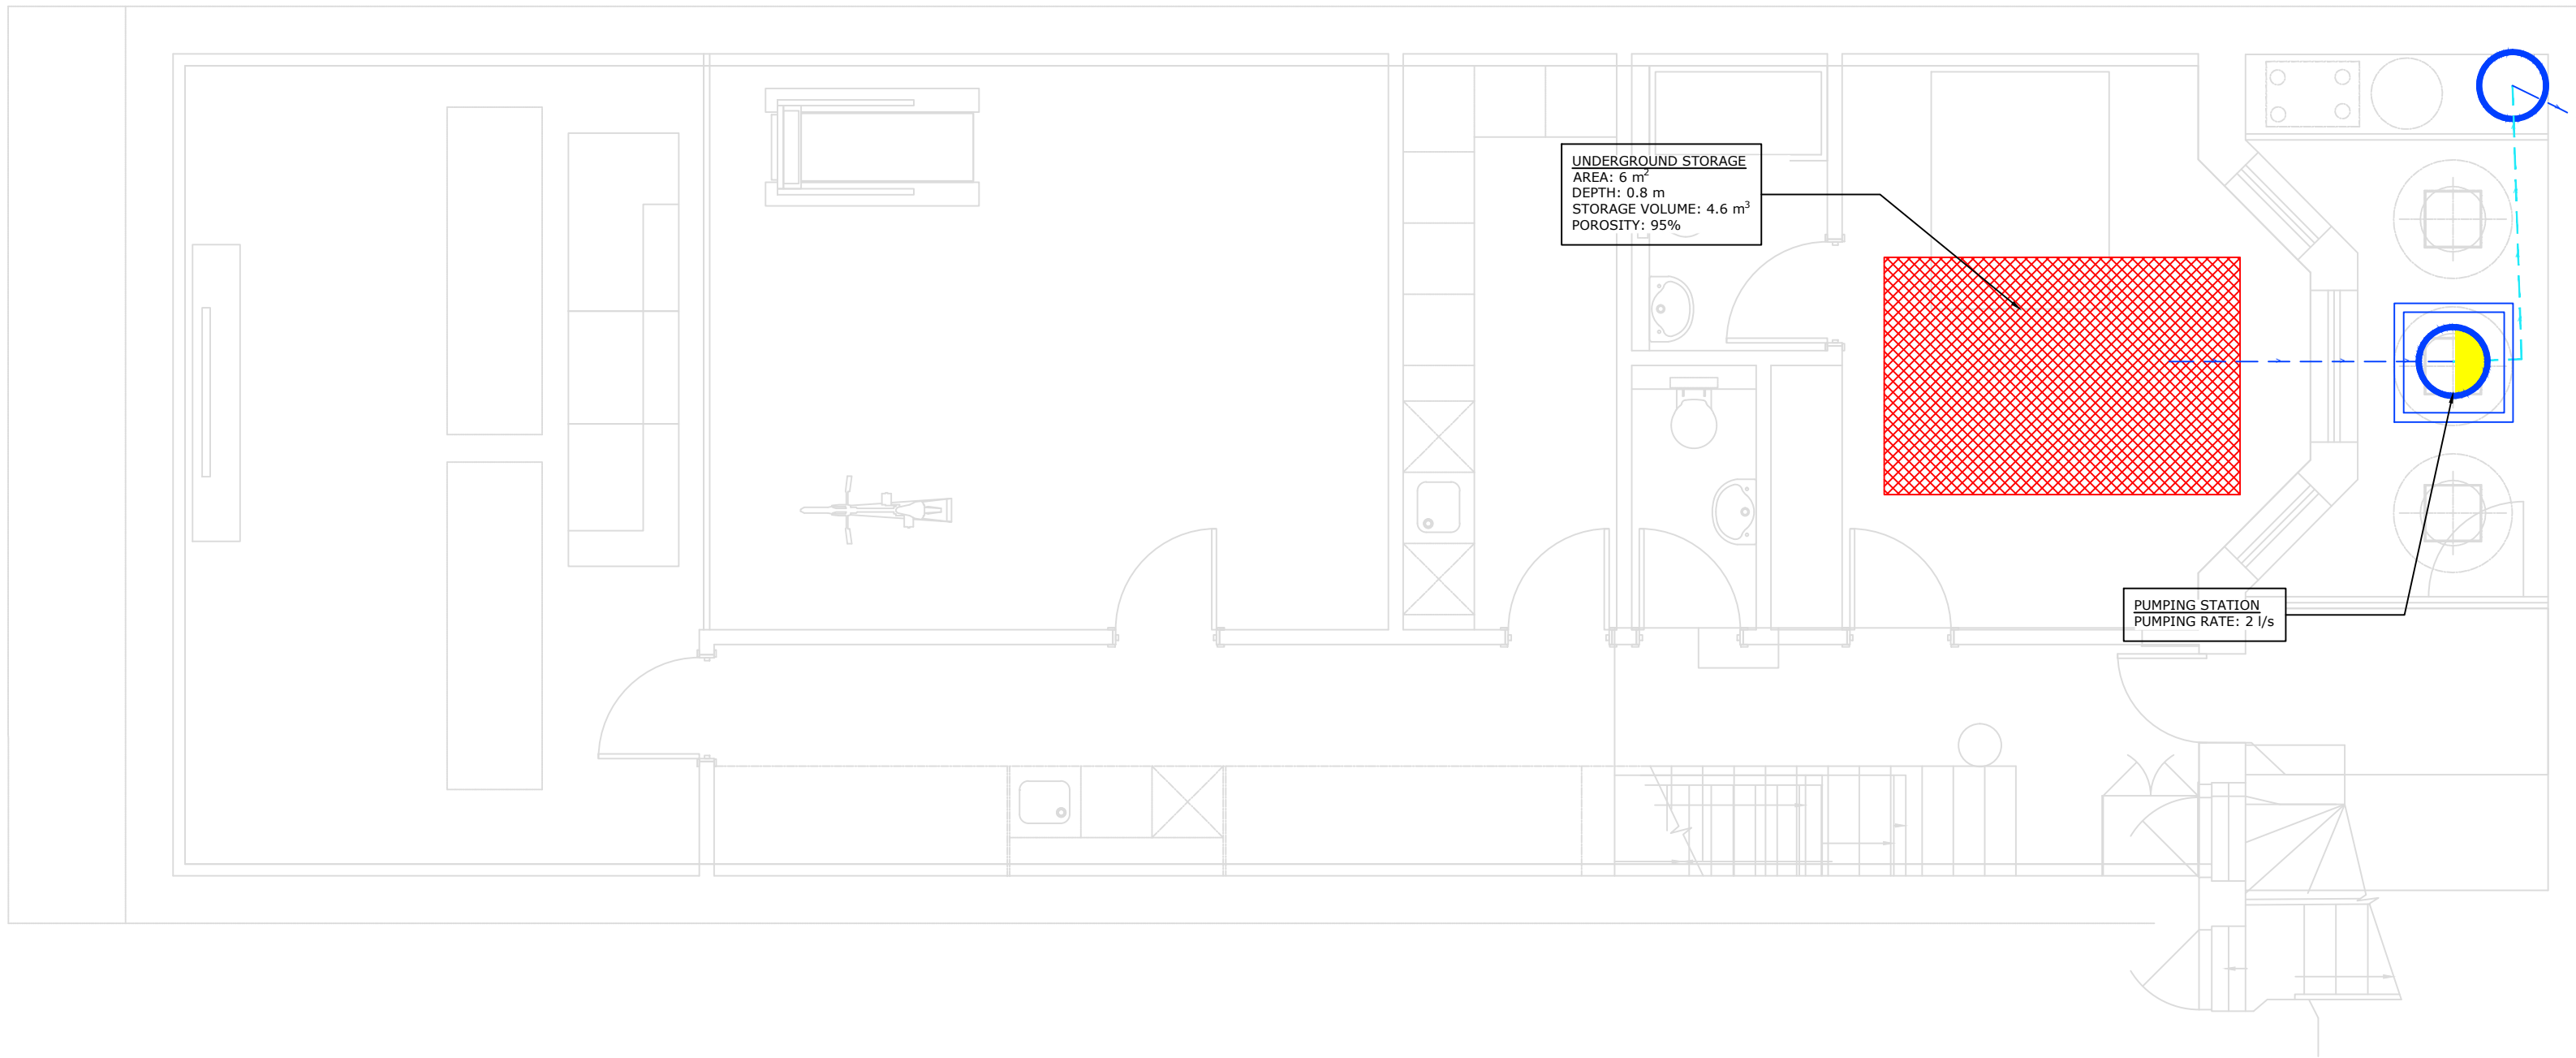 UNDERGROUND STORAGE
AREA: 6 m²
DEPTH: 0.8 m
STORAGE VOLUME: 4.6 m³
POROSITY: 95%
PUMPING STATION
PUMPING RATE: 2 l/s